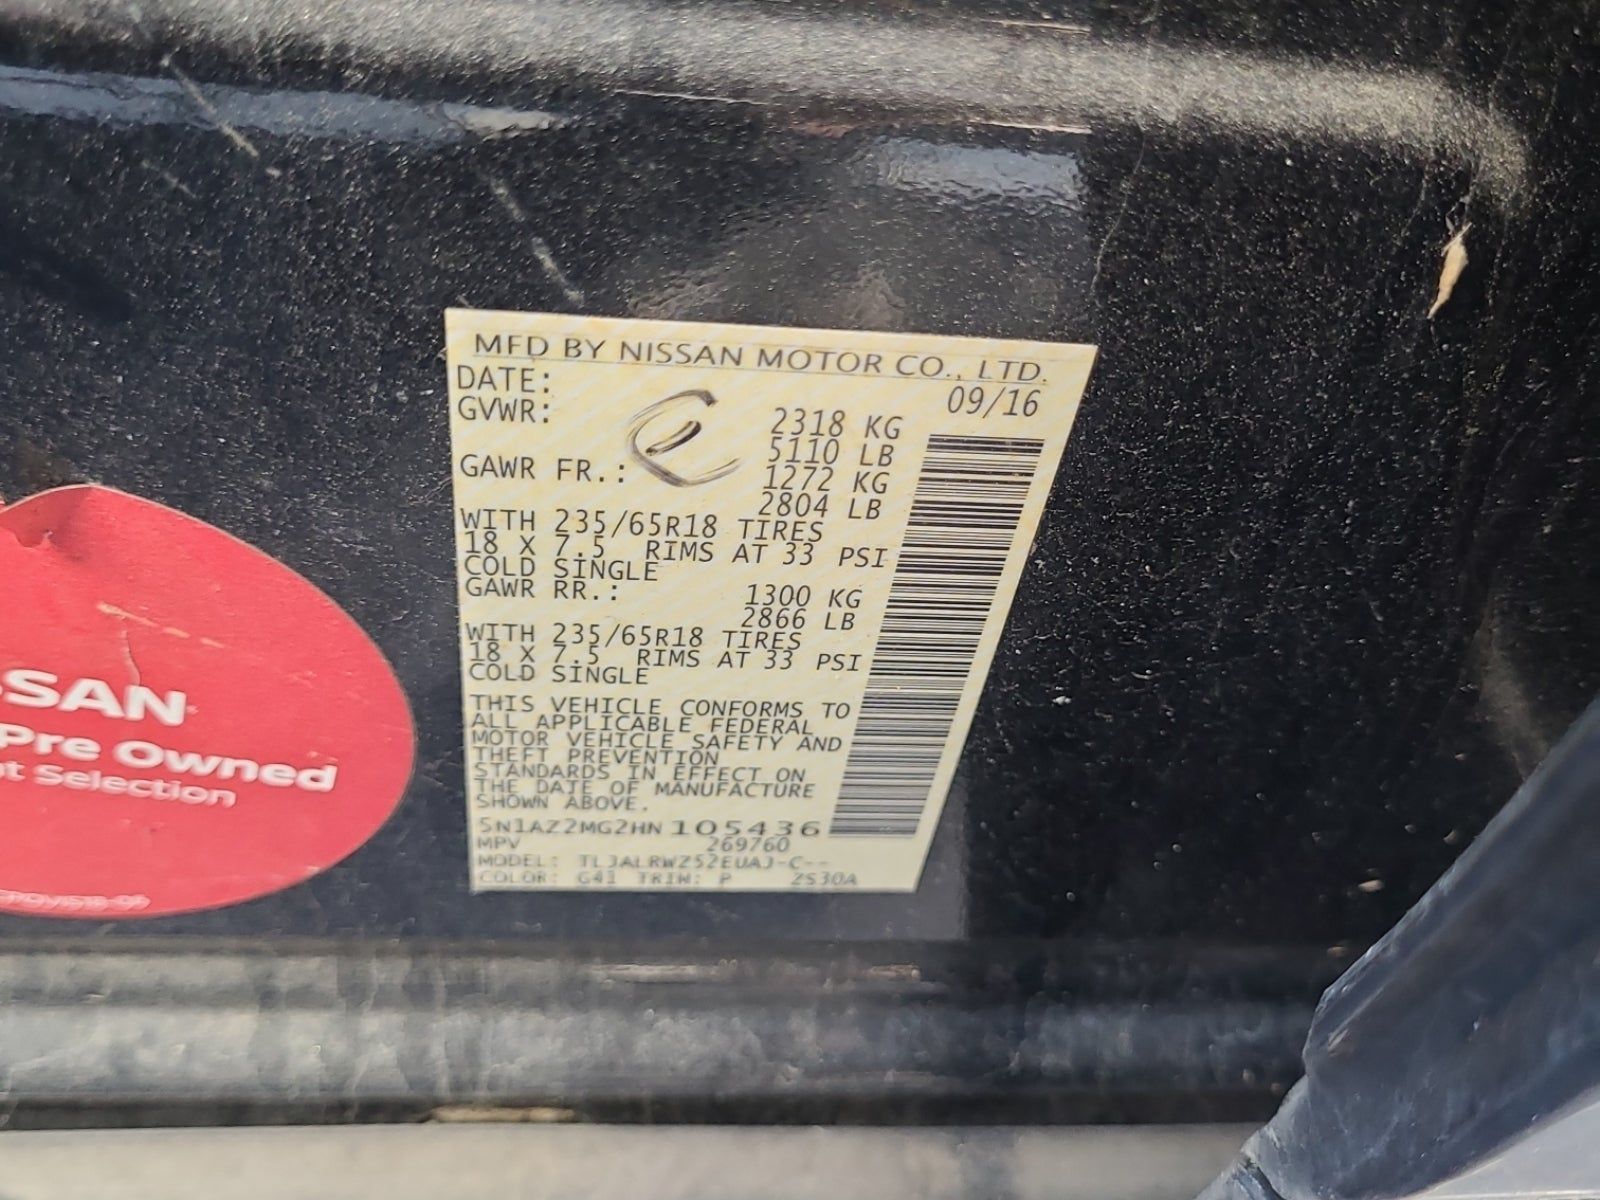 MFD BY NISSAN MOTOR CO., LTD.
DATE: 09/16
GVWR: 2318 KG
5110 LB
GAWR FR.: 1272 KG
2804 LB
WITH 235/65R18 TIRES
18 X 7.5 RIMS AT 33 PSI
COLD SINGLE
GAWR RR.: 1300 KG
2866 LB
WITH 235/65R18 TIRES
18 X 7.5 RIMS AT 33 PSI
COLD SINGLE
THIS VEHICLE CONFORMS TO
ALL APPLICABLE FEDERAL
MOTOR VEHICLE SAFETY AND
THEFT PREVENTION
STANDARDS IN EFFECT ON
THE DATE OF MANUFACTURE
SHOWN ABOVE.
5N1AZ2MG2HN105436
MPV 269760
MODEL: TLJALRWZ52EUAJ-C--
COLOR: G41 TRIM: P ZS30A
SSAN
Pre Owned
Selection